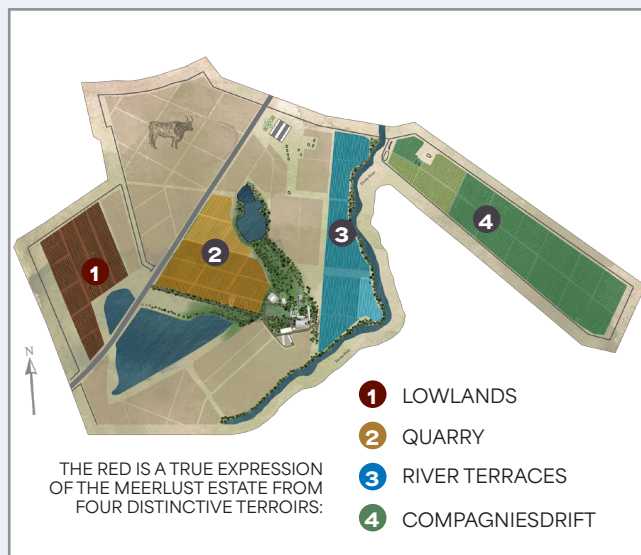 1
2
3
4
N
THE RED IS A TRUE EXPRESSION
OF THE MEERLUST ESTATE FROM
FOUR DISTINCTIVE TERROIRS:
1 LOWLANDS
2 QUARRY
3 RIVER TERRACES
4 COMPAGNIESDRIFT